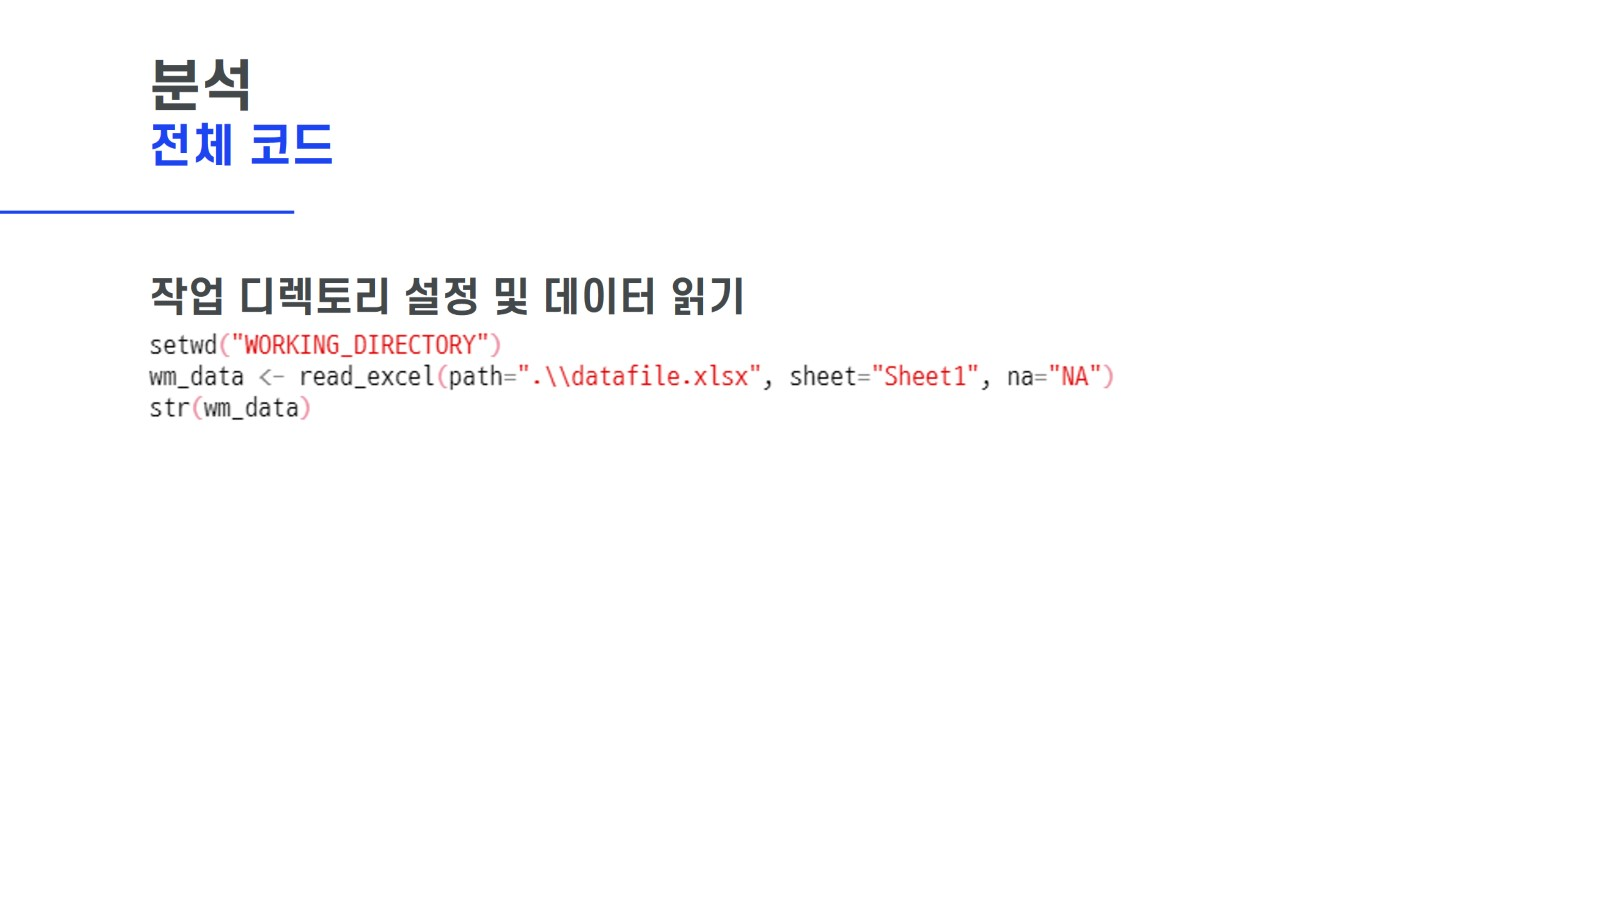 분석
전체 코드
작업 디렉토리 설정 및 데이터 읽기
setwd("WORKING_DIRECTORY")
wm_data <- read_excel(path=".\\datafile.xlsx", sheet="Sheet1", na="NA")
str(wm_data)